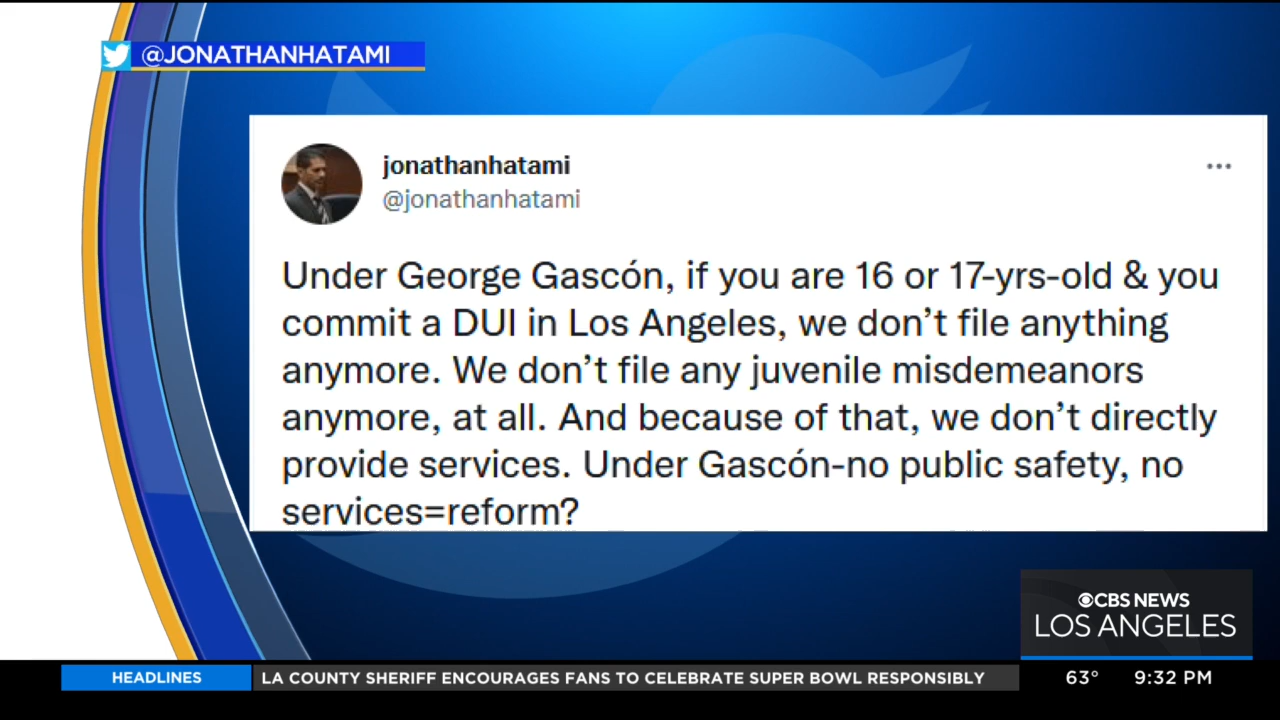 @JONATHANHATAMI
jonathanhatami
@jonathanhatami
Under George Gascón, if you are 16 or 17-yrs-old & you
commit a DUI in Los Angeles, we don’t file anything
anymore. We don’t file any juvenile misdemeanors
anymore, at all. And because of that, we don’t directly
provide services. Under Gascón-no public safety, no
services=reform?
CBS NEWS
LOS ANGELES
HEADLINES LA COUNTY SHERIFF ENCOURAGES FANS TO CELEBRATE SUPER BOWL RESPONSIBLY 63° 9:32 PM